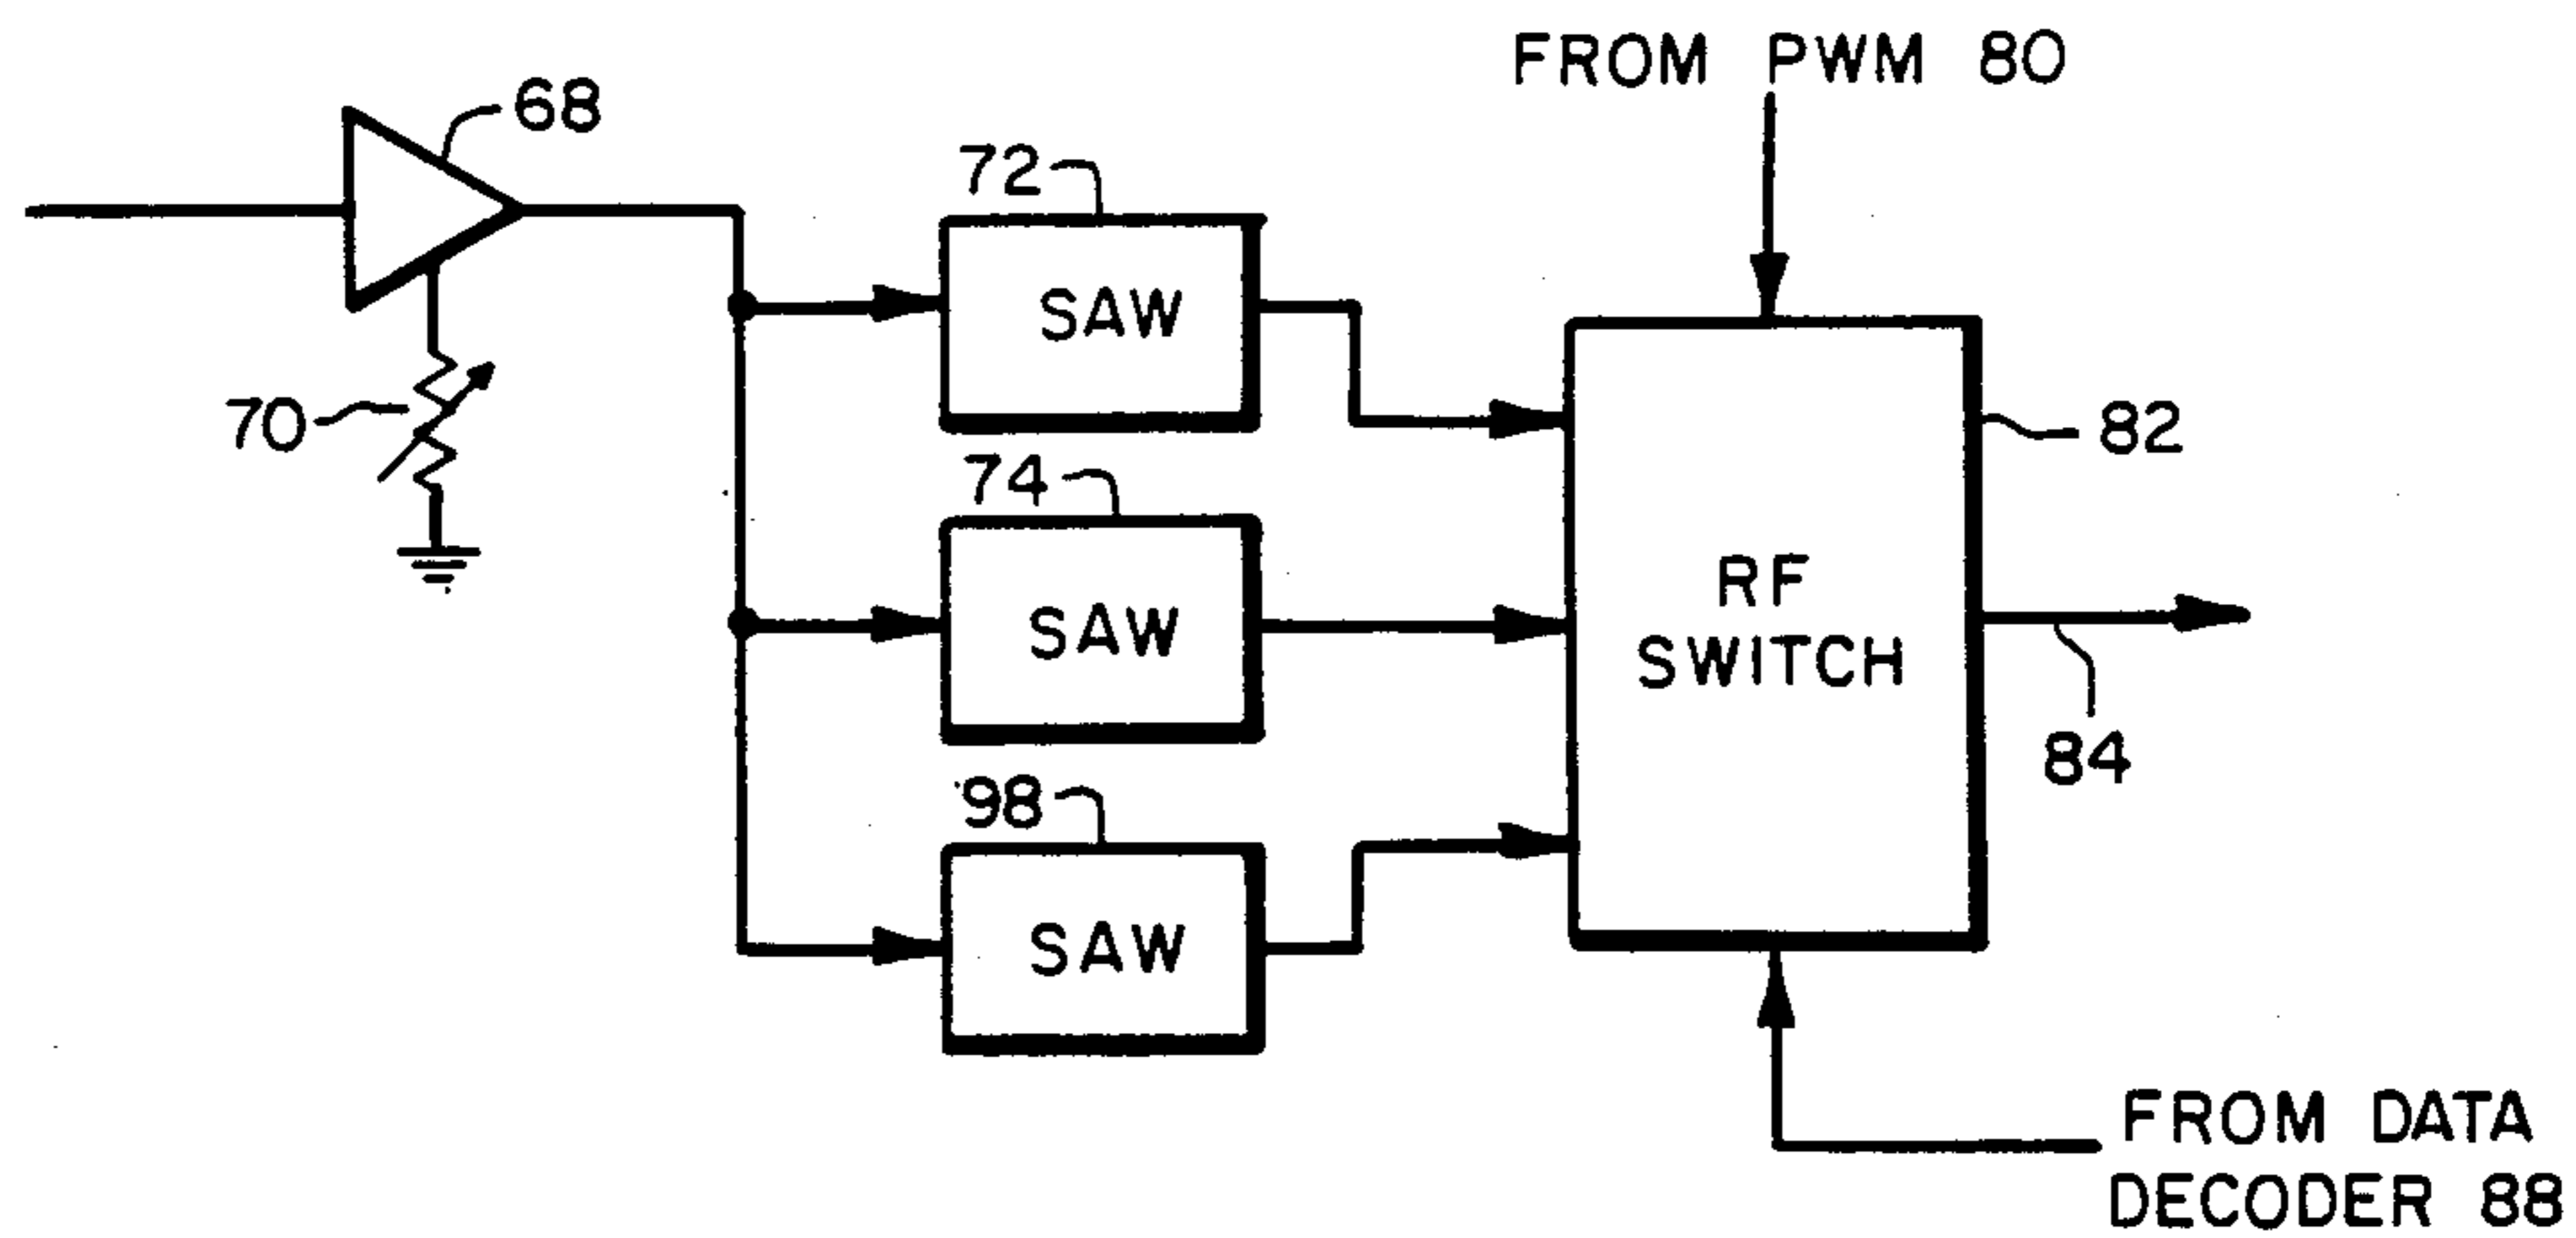 FROM PWM 80
68
72
SAW
70
82
74
RF
SWITCH
SAW
84
98
SAW
FROM DATA
DECODER 88